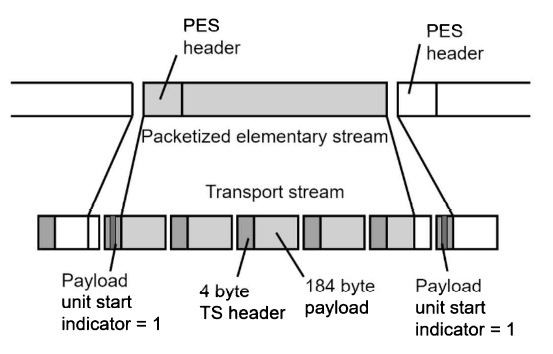 PES
header
PES
header
Packetized elementary stream
Transport stream
Payload
unit start
indicator = 1
4 byte
TS header
184 byte
payload
Payload
unit start
indicator = 1